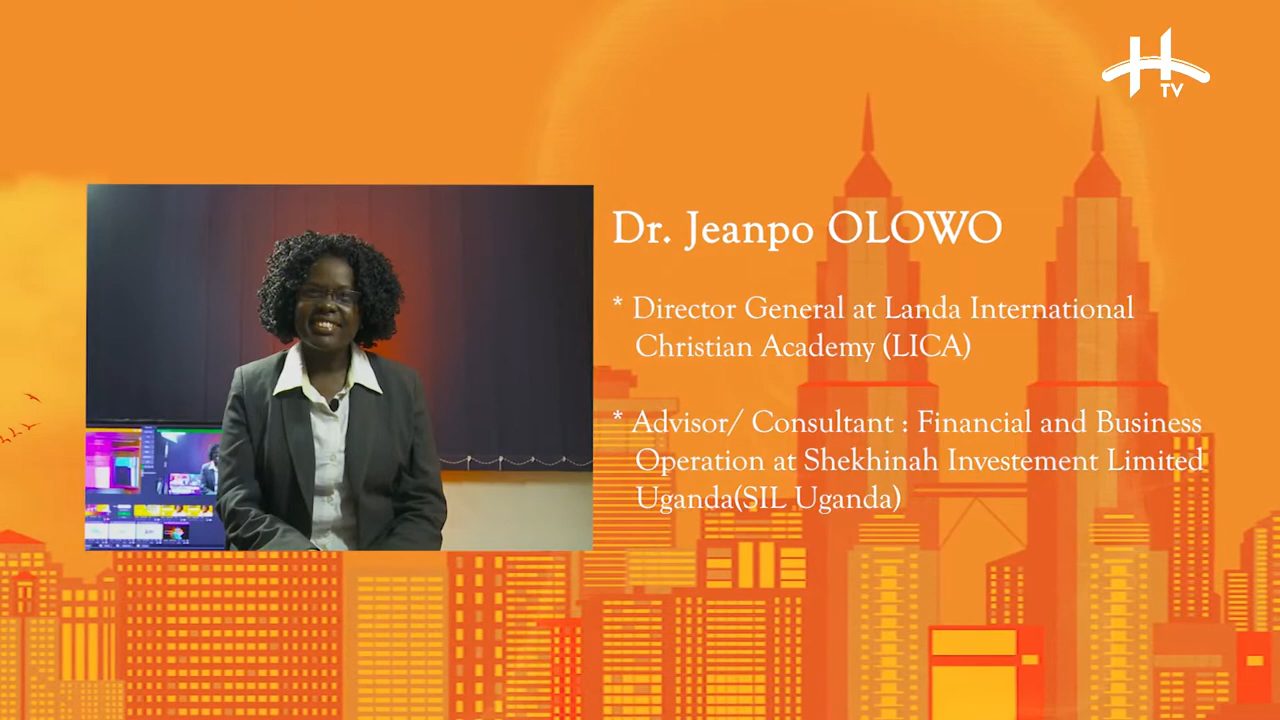 H
TV
Dr. Jeanpo OLOWO
* Director General at Landa International
Christian Academy (LICA)
* Advisor/ Consultant : Financial and Business
Operation at Shekhinah Investement Limited
Uganda(SIL Uganda)